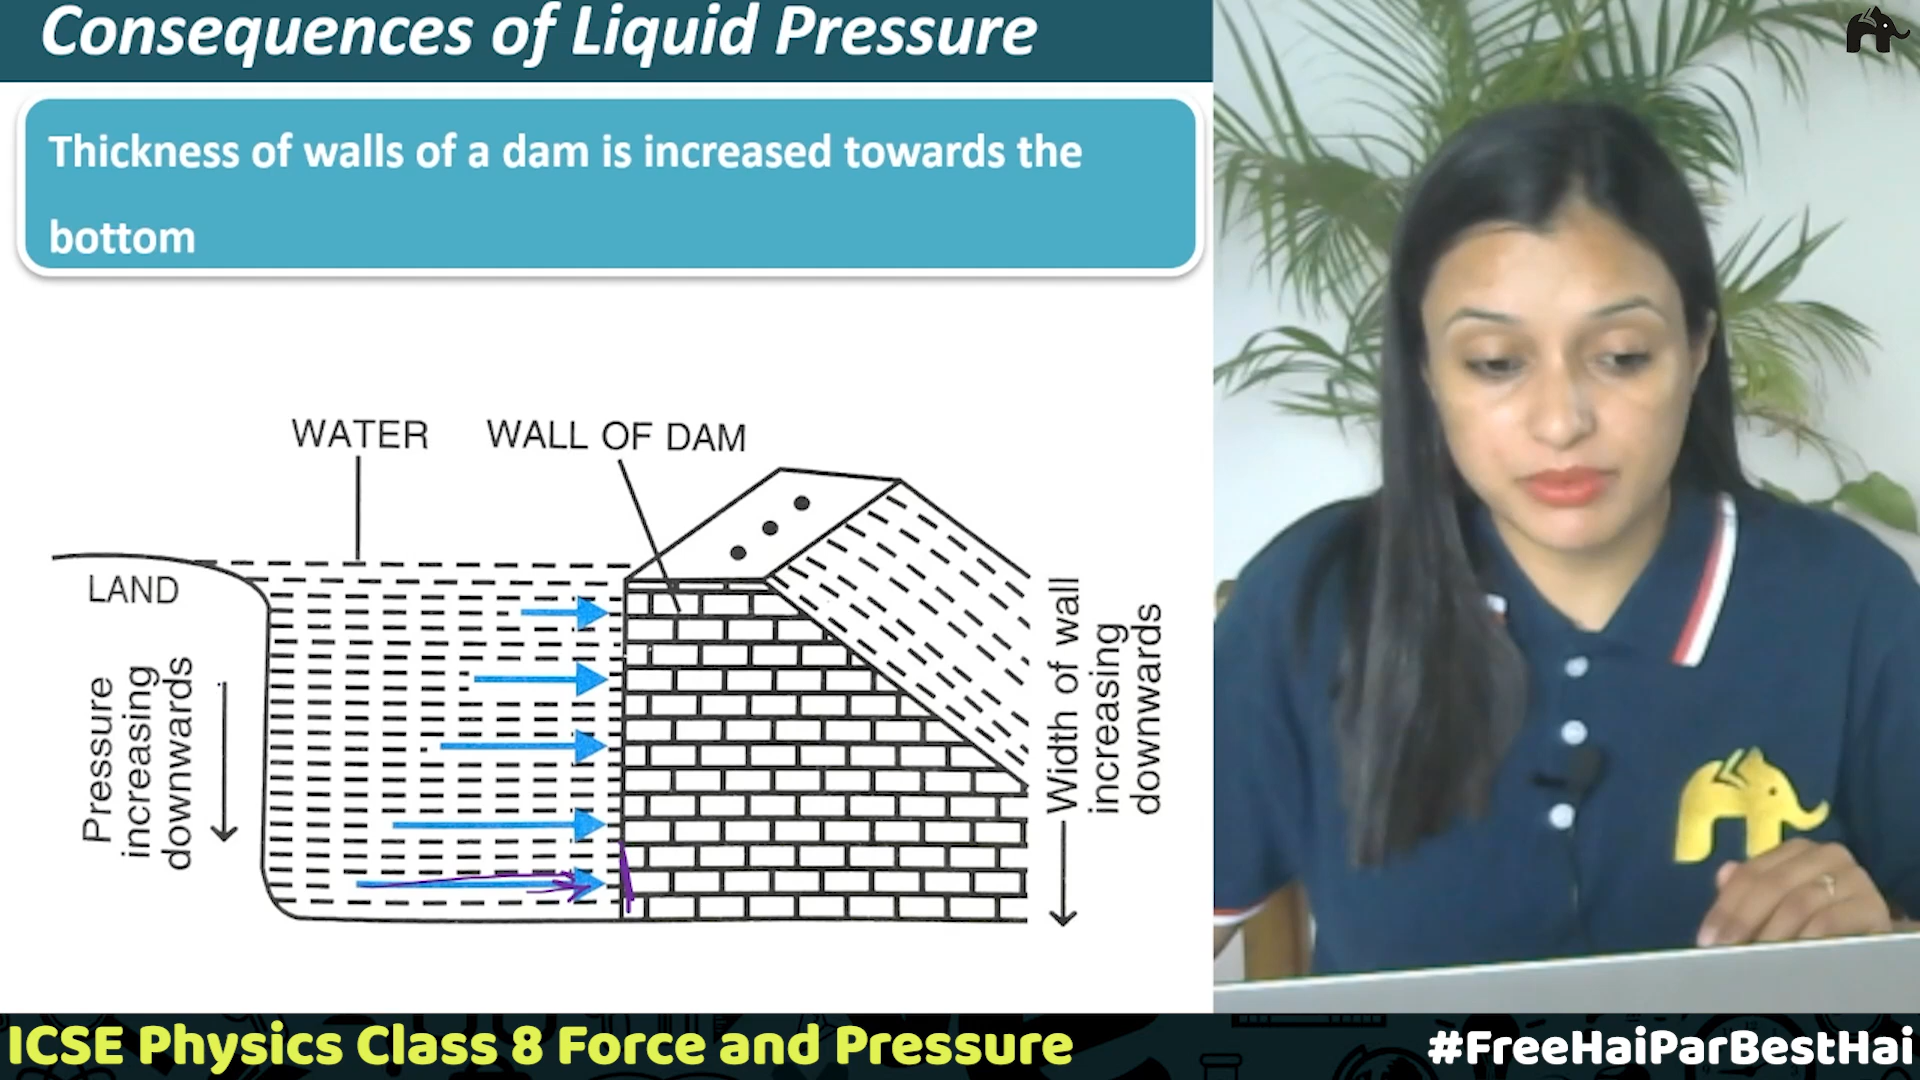 Consequences of Liquid Pressure
Thickness of walls of a dam is increased towards the
bottom
WATER
WALL OF DAM
LAND
Pressure
increasing
downwards
Width of wall
increasing
downwards
ICSE Physics Class 8 Force and Pressure
#FreeHaiParBestHai